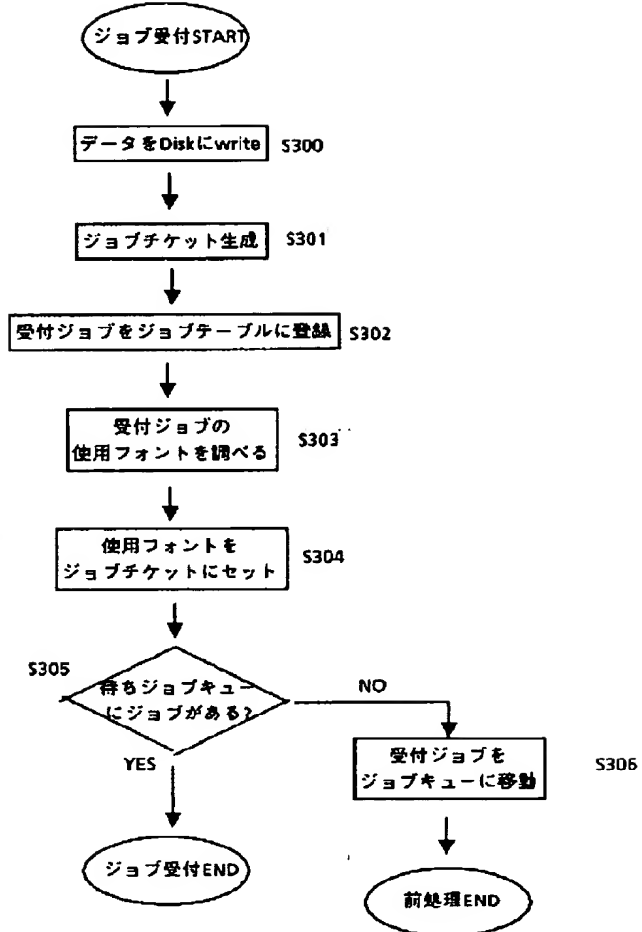 ジョブ受付START
データをDiskにwrite S300
ジョブチケット生成 S301
受付ジョブをジョブテーブルに登録 S302
受付ジョブの
使用フォントを調べる
S303
使用フォントを
ジョブチケットにセット
S304
S305
待ちジョブキュー
にジョブがある?
NO
YES
受付ジョブを
ジョブキューに移動
S306
ジョブ受付END
前処理END